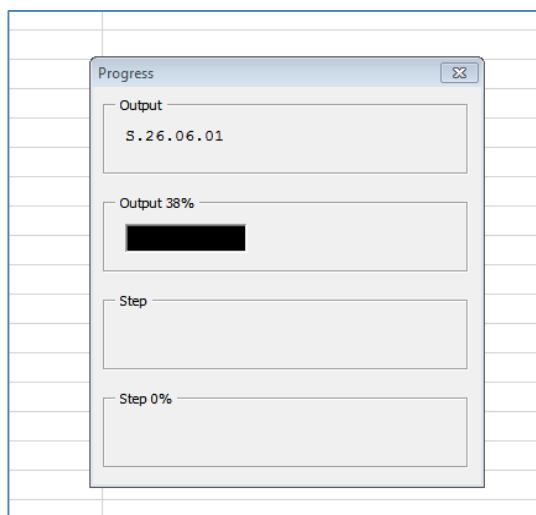 Progress
Output
S.26.06.01
Output 38%
Step
Step 0%